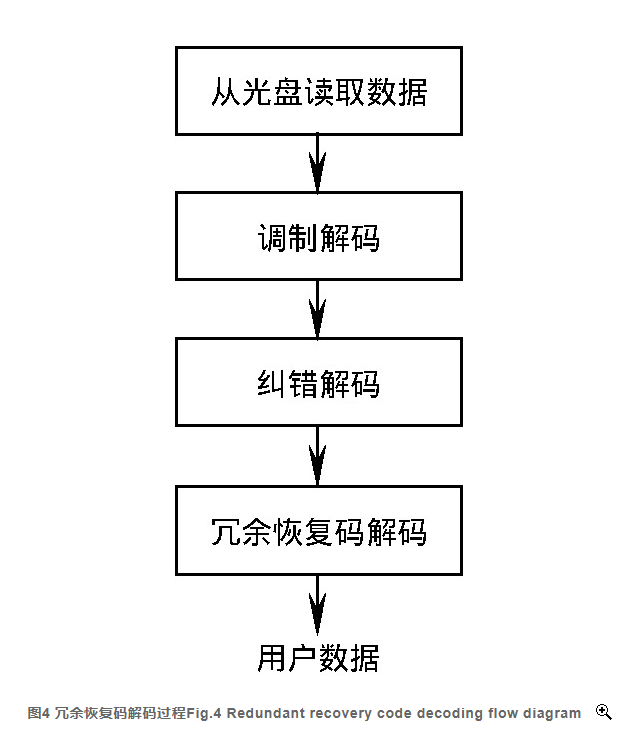 从光盘读取数据
调制解码
纠错解码
冗余恢复码解码
用户数据
图4 冗余恢复码解码过程Fig.4 Redundant recovery code decoding flow diagram